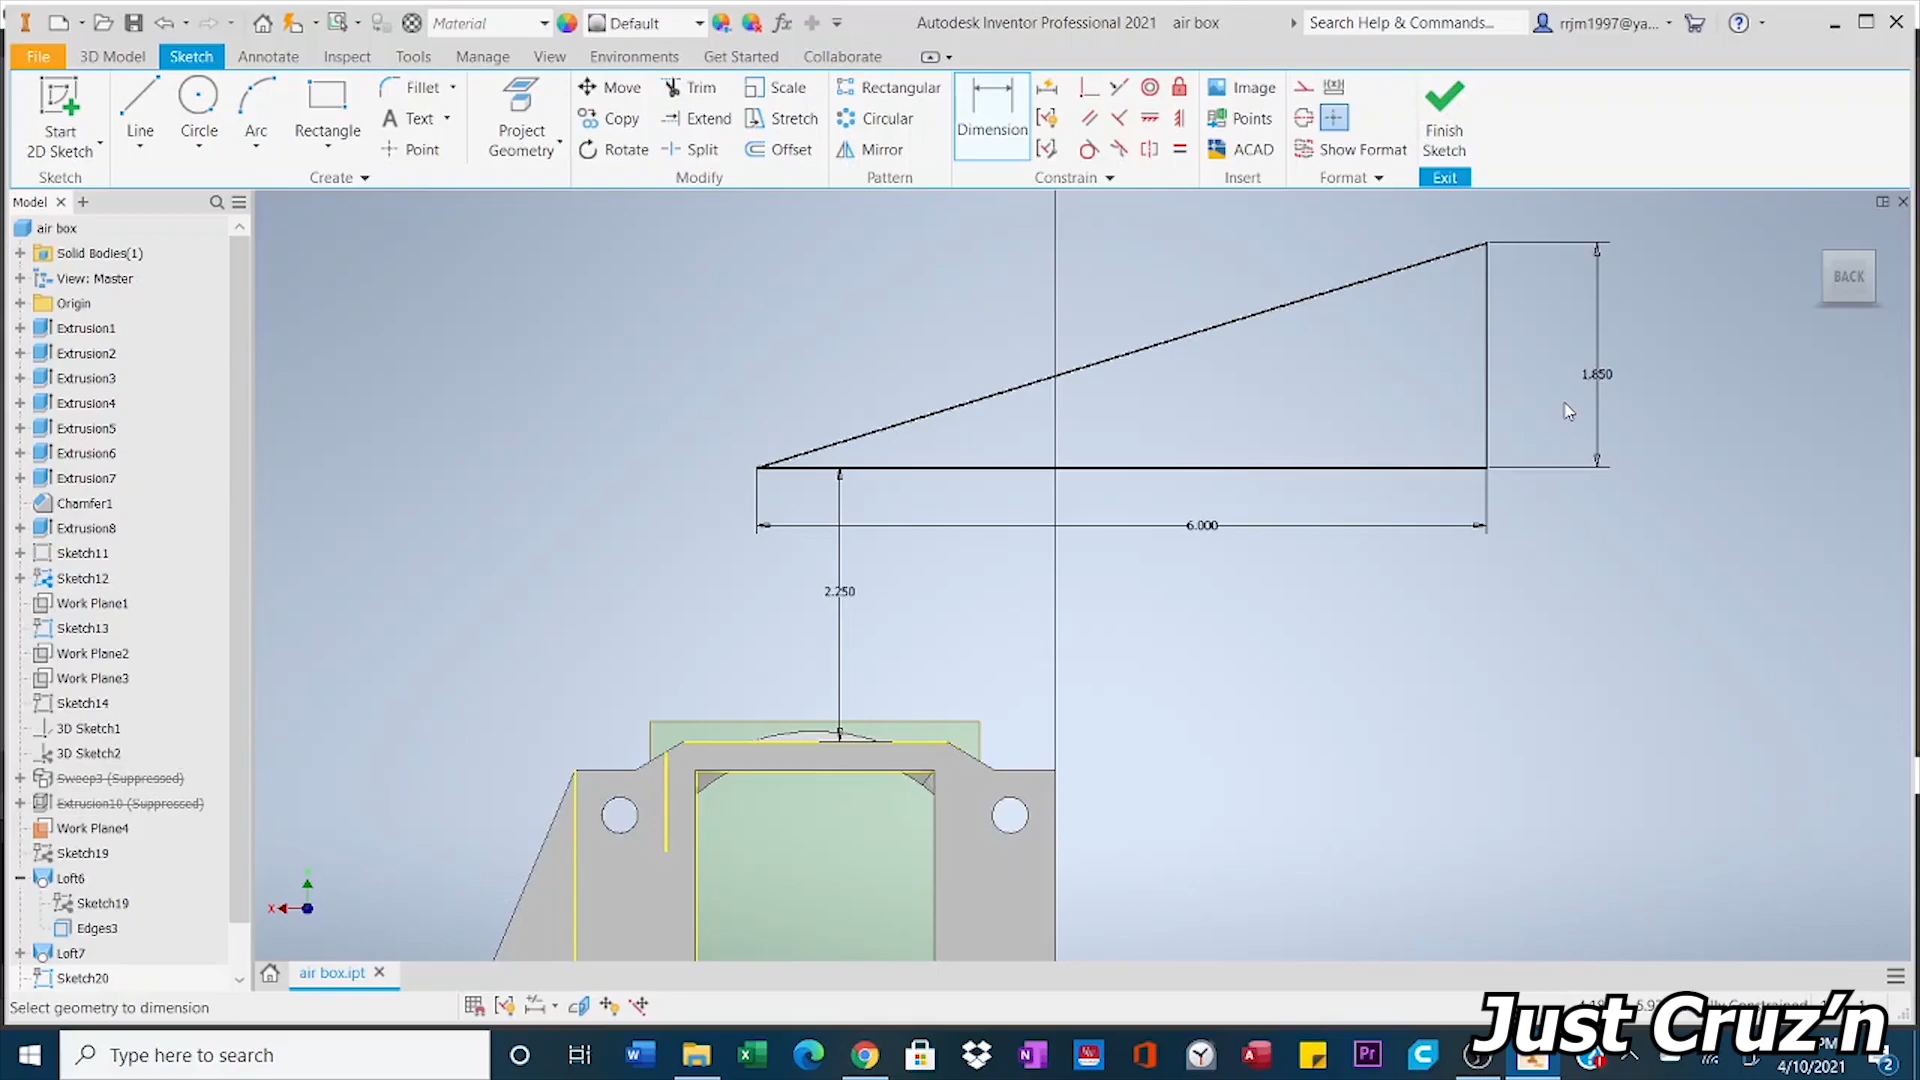 Material
Default
Autodesk Inventor Professional 2021 air box
Search Help & Commands...
rrjm1997@ya...
File
3D Model
Sketch
Annotate
Inspect
Tools
Manage
View
Environments
Get Started
Collaborate
Start
2D Sketch
Line
Circle
Arc
Rectangle
Fillet
Text
Point
Project
Geometry
Move
Copy
Rotate
Trim
Extend
Split
Scale
Stretch
Offset
Rectangular
Circular
Mirror
Dimension
Image
Points
ACAD
Show Format
Finish
Sketch
Sketch
Create
Modify
Pattern
Constrain
Insert
Format
Exit
Model
air box
Solid Bodies(1)
View: Master
Origin
Extrusion1
Extrusion2
Extrusion3
Extrusion4
Extrusion5
Extrusion6
Extrusion7
Chamfer1
Extrusion8
Sketch11
Sketch12
Work Plane1
Sketch13
Work Plane2
Work Plane3
Sketch14
3D Sketch1
3D Sketch2
Sweep3 (Suppressed)
Extrusion10 (Suppressed)
Work Plane4
Sketch19
Loft6
Sketch19
Edges3
Loft7
Sketch20
BACK
1.850
6.000
2.250
X
air box.ipt
Select geometry to dimension
Just Cruz'n
Type here to search
4/10/2021
2